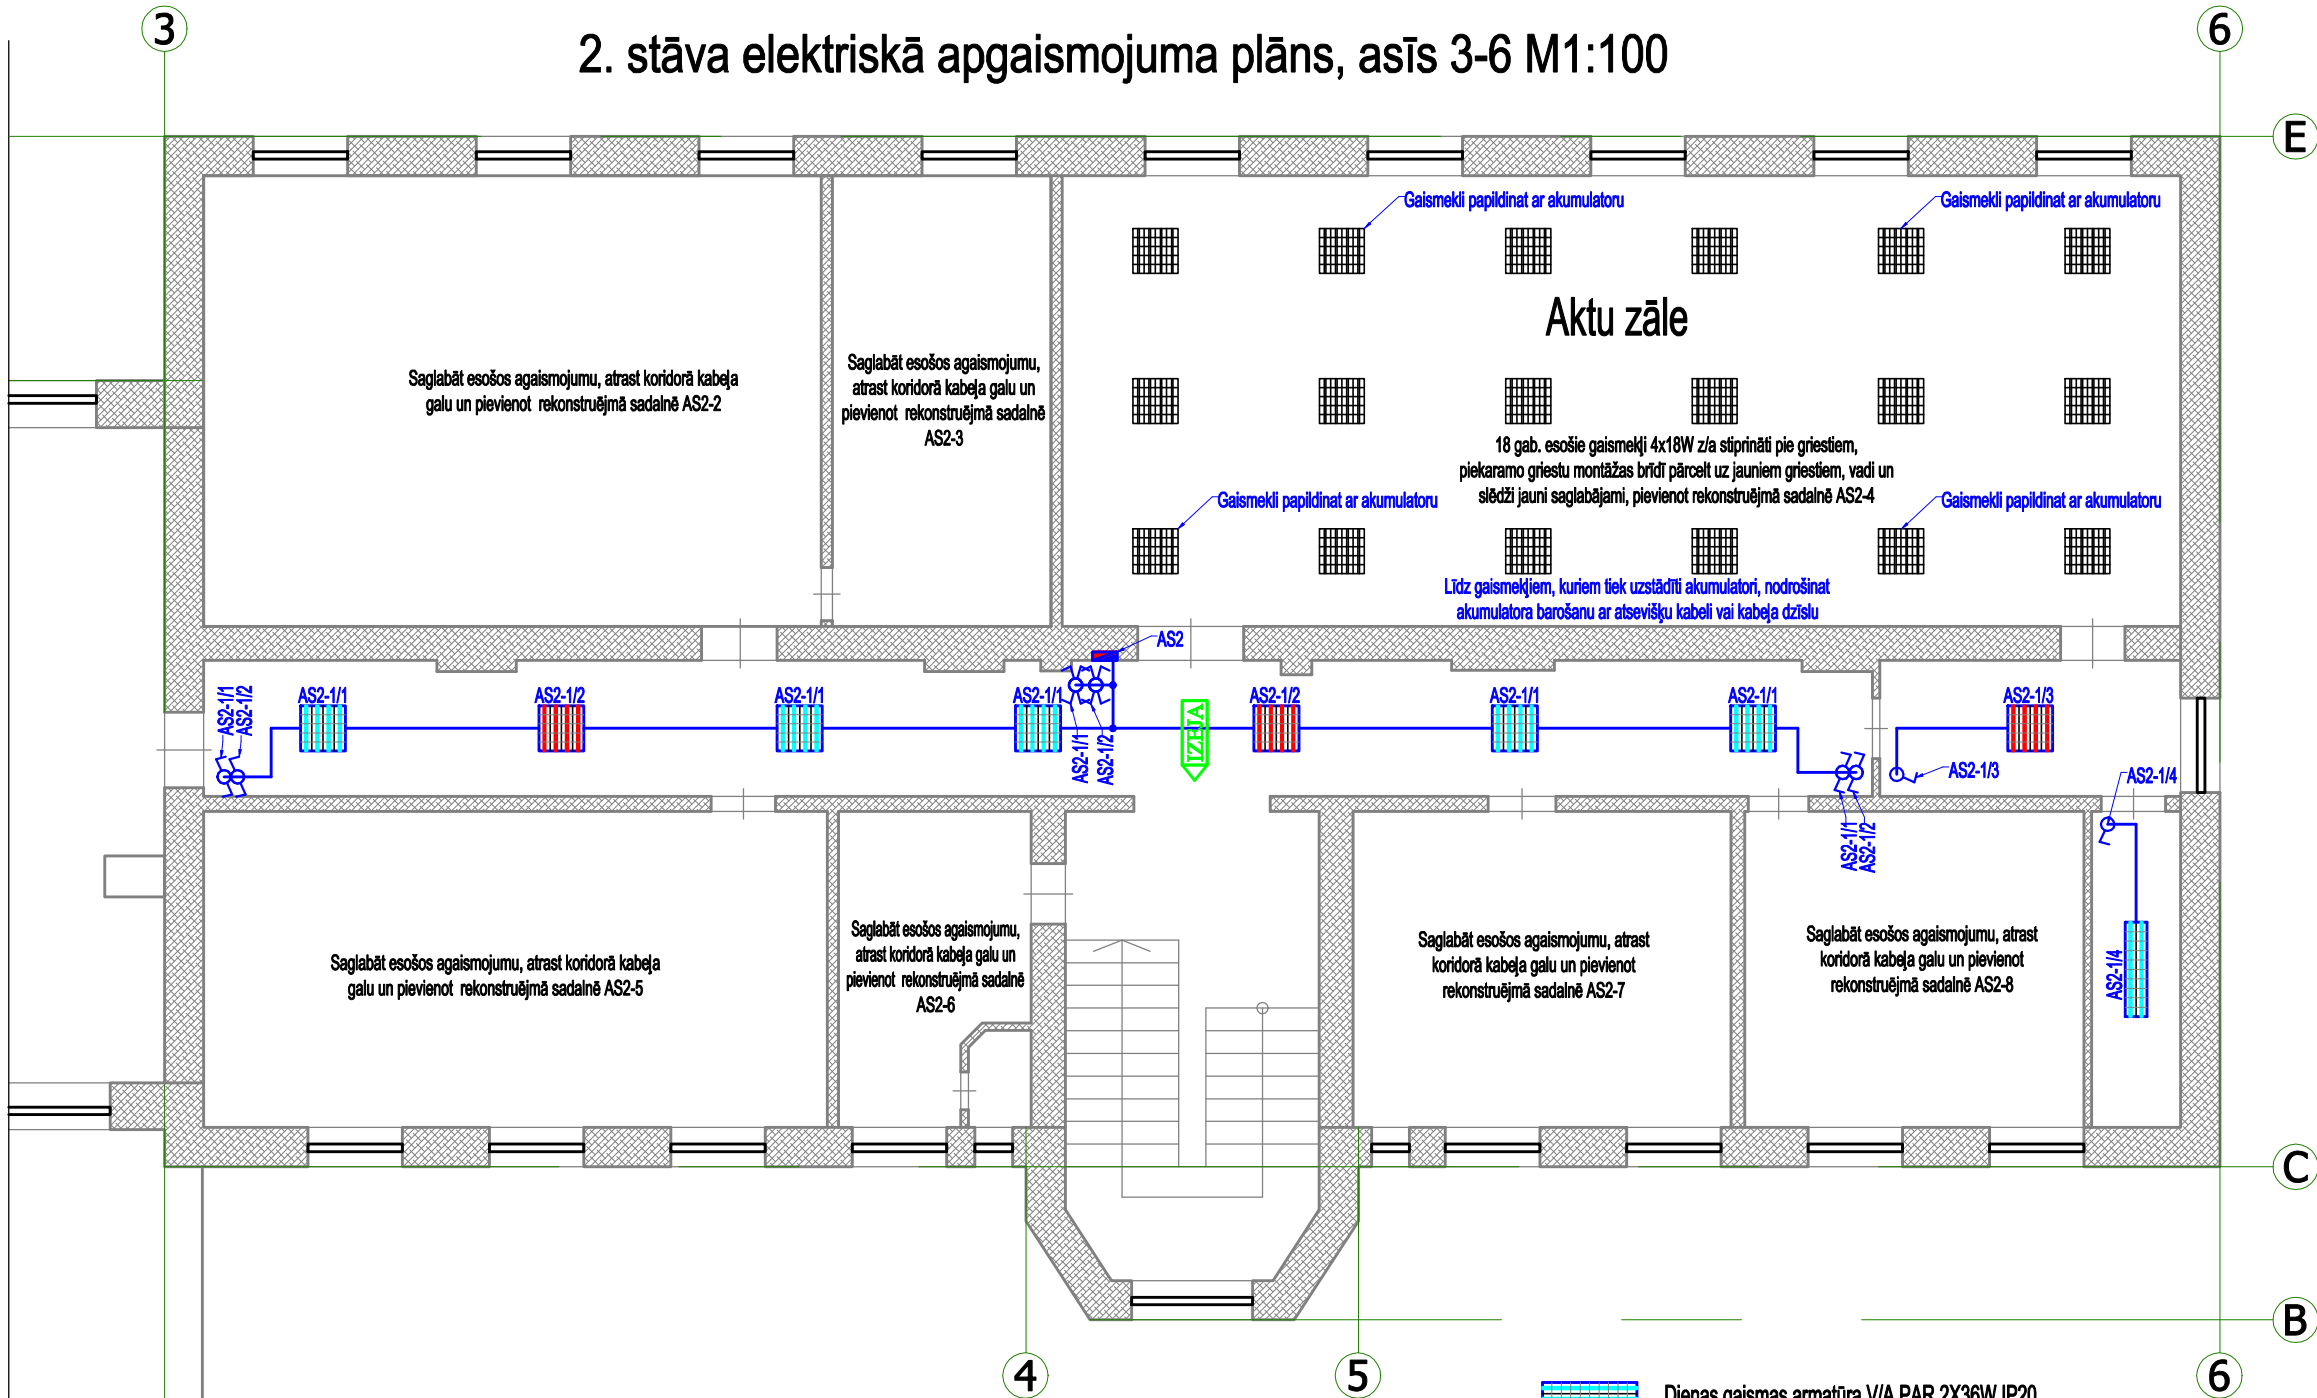 3
6
2. stāva elektriskā apgaismojuma plāns, asīs 3-6 M1:100
E
Gaismekli papildinat ar akumulatoru
Gaismekli papildinat ar akumulatoru
Aktu zāle
Saglabāt esošos agaismojumu, atrast koridorā kabeļa
galu un pievienot rekonstruējmā sadalnē AS2-2
Saglabāt esošos agaismojumu,
atrast koridorā kabeļa galu un
pievienot rekonstruējmā sadalnē
AS2-3
18 gab. esošie gaismekļi 4x18W z/a stiprināti pie griestiem,
piekaramo griestu montāžas brīdī pārcelt uz jauniem griestiem, vadi un
slēdži jauni saglabājami, pievienot rekonstruējmā sadalnē AS2-4
Gaismekli papildinat ar akumulatoru
Gaismekli papildinat ar akumulatoru
Līdz gaismekļiem, kuriem tiek uzstādīti akumulatori, nodrošinat
akumulatora barošanu ar atsevišķu kabeli vai kabeļa dzīslu
AS2
AS2-1/1
AS2-1/2
AS2-1/1
AS2-1/2
AS2-1/1
AS2-1/1
AS2-1/2
AS2-1/1
AS2-1/1
AS2-1/3
AS2-1/1
AS2-1/2
IZEJA
AS2-1/3
AS2-1/4
AS2-1/1
AS2-1/2
Saglabāt esošos agaismojumu, atrast koridorā kabeļa
galu un pievienot rekonstruējmā sadalnē AS2-5
Saglabāt esošos agaismojumu,
atrast koridorā kabeļa galu un
pievienot rekonstruējmā sadalnē
AS2-6
Saglabāt esošos agaismojumu, atrast
koridorā kabeļa galu un pievienot
rekonstruējmā sadalnē AS2-7
Saglabāt esošos agaismojumu, atrast
koridorā kabeļa galu un pievienot
rekonstruējmā sadalnē AS2-8
AS2-1/4
C
B
4
5
6
Dienas gaismas armatūra V/A PAR 2X36W IP20